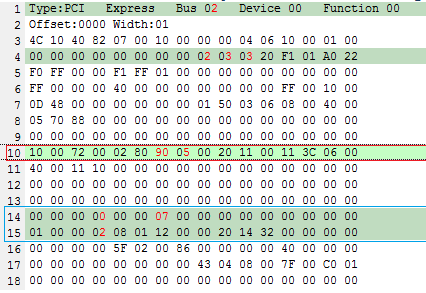 1 Type:PCI Express Bus 02 Device 00 Function 00
2 Offset:0000 Width:01
3 4C 10 40 82 07 00 10 00 00 00 04 06 10 00 01 00
4 00 00 00 00 00 00 00 00 02 03 03 20 F1 01 A0 22
5 F0 FF 00 00 F1 FF 01 00 00 00 00 00 00 00 00 00
6 FF 00 00 00 40 00 00 00 00 00 00 00 FF 00 10 00
7 0D 48 00 00 00 00 00 00 01 50 03 06 08 00 40 00
8 05 70 88 00 00 00 00 00 00 00 00 00 00 00 00 00
9 00 00 00 00 00 00 00 00 00 00 00 00 00 00 00 00
10 10 00 72 00 02 80 90 05 00 20 11 00 11 3C 06 00
11 40 00 11 10 00 00 00 00 00 00 00 00 00 00 00 00
12 00 00 00 00 00 00 00 00 00 00 00 00 00 00 00 00
13 00 00 00 00 00 00 00 00 00 00 00 00 00 00 00 00
14 00 00 00 00 00 00 07 00 00 00 00 00 00 00 00 00
15 01 00 00 02 08 01 12 00 00 00 20 14 32 00 00 00
16 00 00 00 00 5F 02 00 86 00 00 00 00 40 00 00 00
17 00 00 00 00 00 00 00 00 43 04 08 00 7F 00 C0 01
18 00 00 00 00 00 00 00 00 00 00 00 00 00 00 00 00